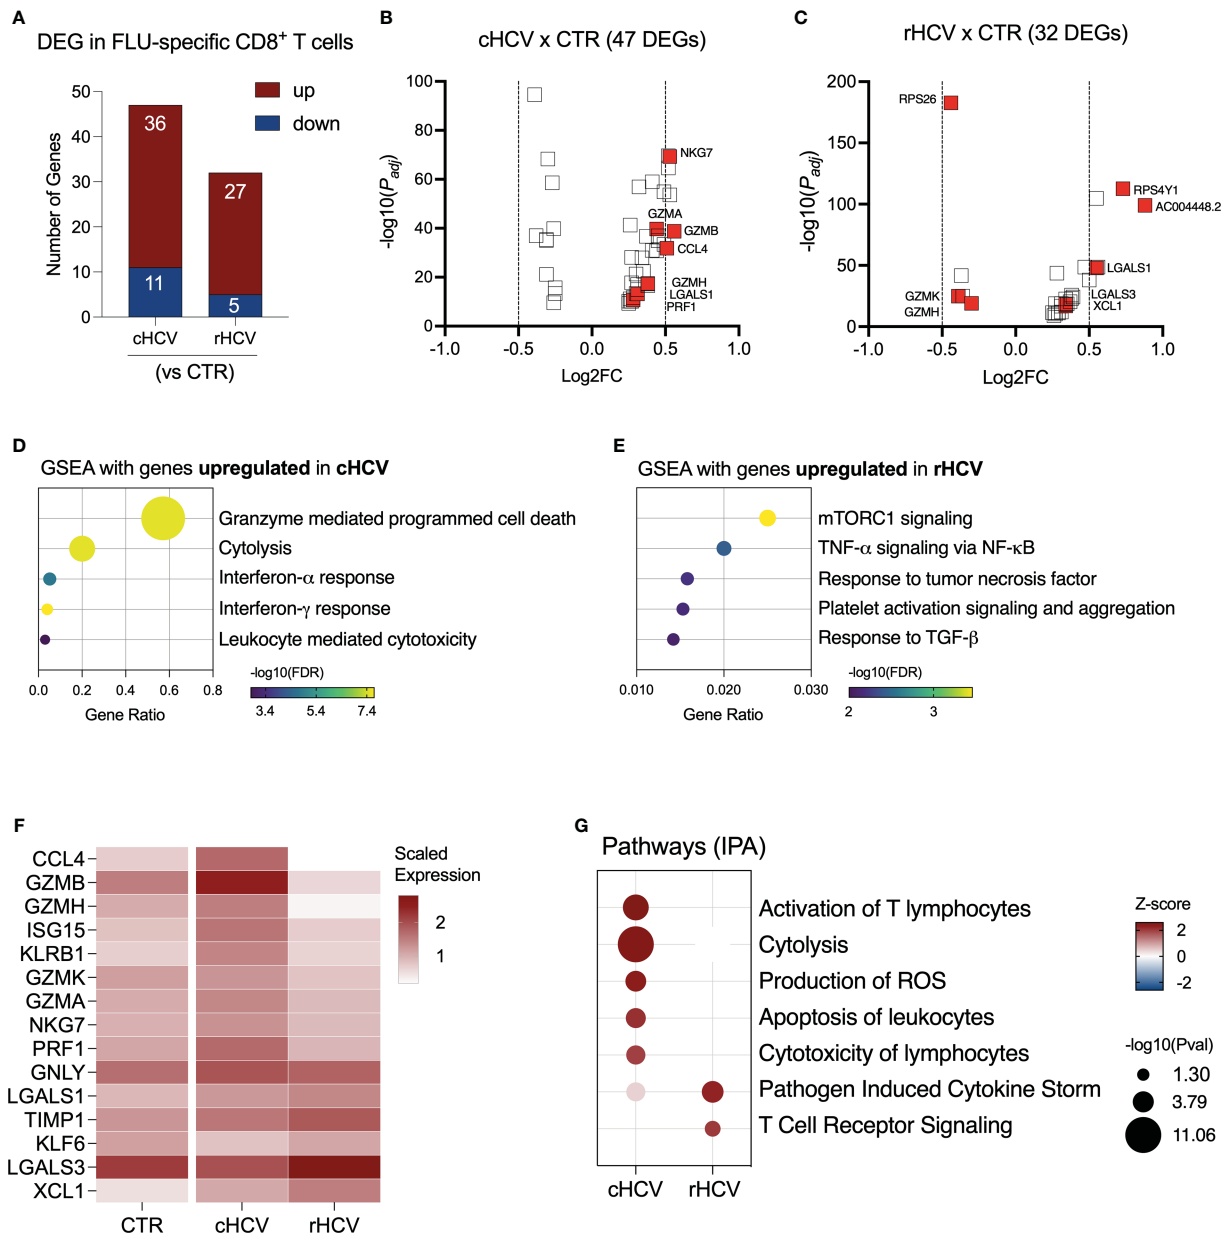 A
DEG in FLU-specific CD8+ T cells
50
40
30
20
10
0
Number of Genes
36
11
27
5
up
down
cHCV
rHCV
(vs CTR)
B
cHCV x CTR (47 DEGs)
100
80
60
40
20
0
-log10(Padj)
NKG7
GZMA
GZMB
CCL4
GZMH
LGALS1
PRF1
-1.0
-0.5
0.0
0.5
1.0
Log2FC
C
rHCV x CTR (32 DEGs)
200
150
100
50
0
-log10(Padj)
RPS26
RPS4Y1
AC004448.2
LGALS1
GZMK
GZMH
LGALS3
XCL1
-1.0
-0.5
0.0
0.5
1.0
Log2FC
D
GSEA with genes upregulated in cHCV
Granzyme mediated programmed cell death
Cytolysis
Interferon-α response
Interferon-γ response
Leukocyte mediated cytotoxicity
0.0
0.2
0.4
0.6
0.8
Gene Ratio
-log10(FDR)
3.4
5.4
7.4
E
GSEA with genes upregulated in rHCV
mTORC1 signaling
TNF-α signaling via NF-κB
Response to tumor necrosis factor
Platelet activation signaling and aggregation
Response to TGF-β
0.010
0.020
0.030
Gene Ratio
-log10(FDR)
2
3
F
CCL4
GZMB
GZMH
ISG15
KLRB1
GZMK
GZMA
NKG7
PRF1
GNLY
LGALS1
TIMP1
KLF6
LGALS3
XCL1
CTR
cHCV
rHCV
Scaled
Expression
2
1
G
Pathways (IPA)
Activation of T lymphocytes
Cytolysis
Production of ROS
Apoptosis of leukocytes
Cytotoxicity of lymphocytes
Pathogen Induced Cytokine Storm
T Cell Receptor Signaling
cHCV
rHCV
Z-score
2
0
-2
-log10(Pval)
1.30
3.79
11.06